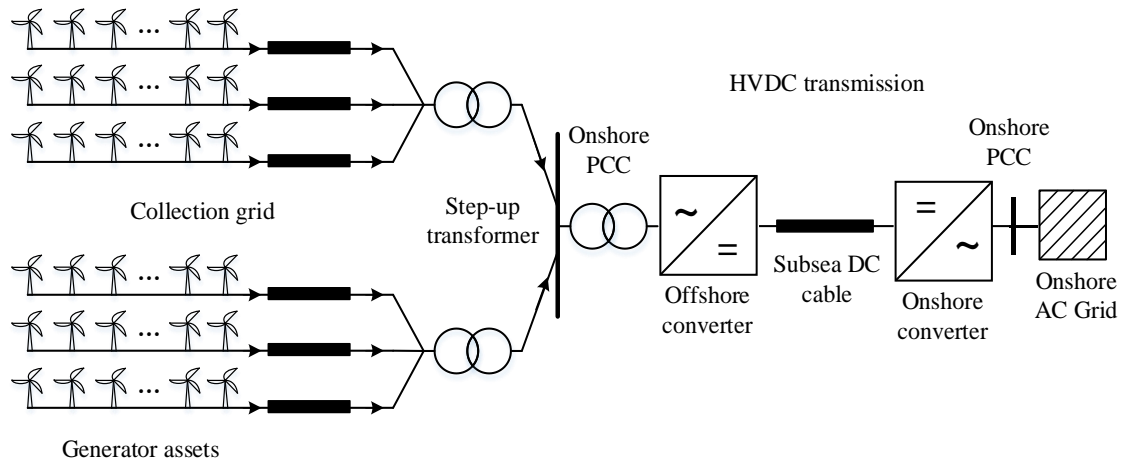 HVDC transmission
Onshore
PCC
Onshore
PCC
Collection grid
Step-up
transformer
~
=
=
~
Subsea DC
cable
Offshore
converter
Onshore
converter
Onshore
AC Grid
...
...
...
...
...
...
Generator assets